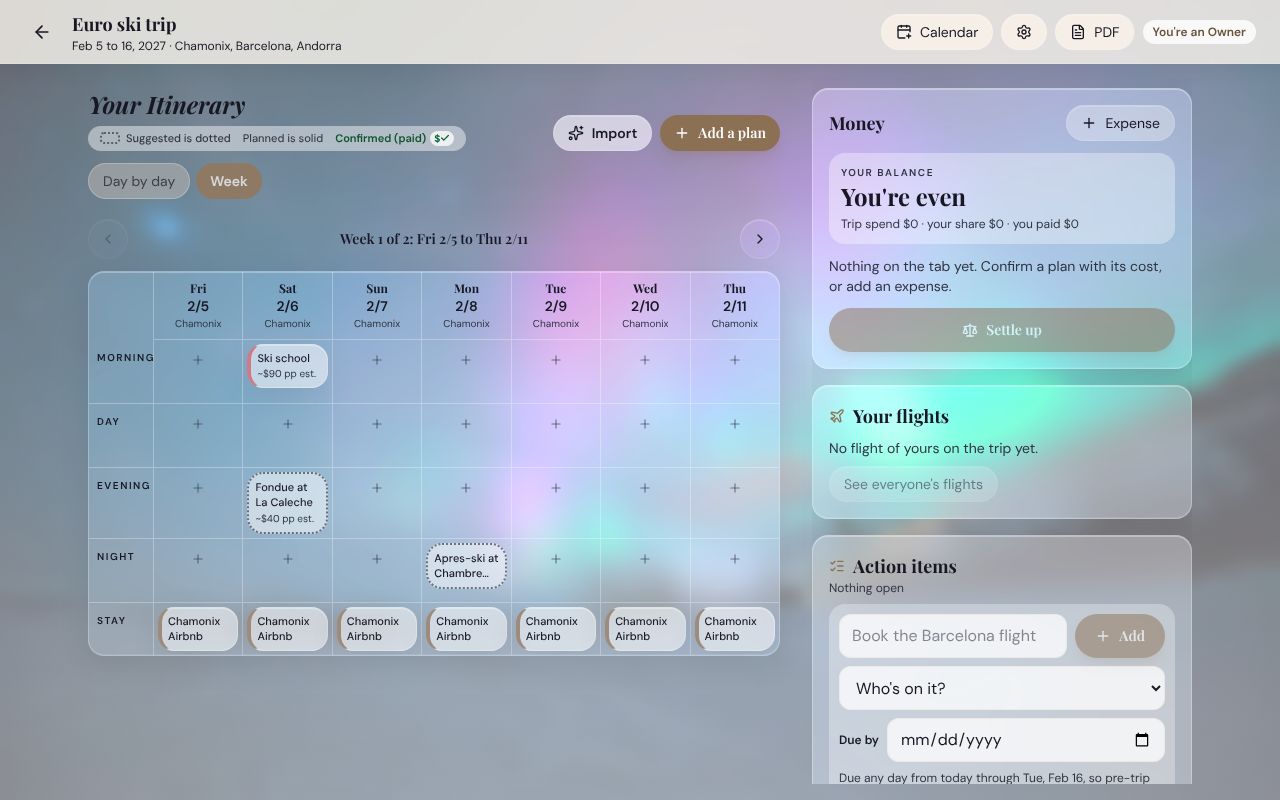 Euro ski trip
Feb 5 to 16, 2027 · Chamonix, Barcelona, Andorra
Calendar
PDF
You're an Owner
Your Itinerary
Suggested is dotted Planned is solid Confirmed (paid) $✓
Import
+ Add a plan
Day by day
Week
Week 1 of 2: Fri 2/5 to Thu 2/11
Fri Sat Sun Mon Tue Wed Thu
2/5 2/6 2/7 2/8 2/9 2/10 2/11
Chamonix Chamonix Chamonix Chamonix Chamonix Chamonix Chamonix
MORNING + Ski school + + + + +
~$90 pp est.
DAY + + + + + + +
EVENING + Fondue at + + + + +
La Caleche
~$40 pp est.
NIGHT + + + Apres-ski at + + +
Chambre...
STAY Chamonix Chamonix Chamonix Chamonix Chamonix Chamonix Chamonix
Airbnb Airbnb Airbnb Airbnb Airbnb Airbnb Airbnb
Money
+ Expense
YOUR BALANCE
You're even
Trip spend $0 · your share $0 · you paid $0
Nothing on the tab yet. Confirm a plan with its cost,
or add an expense.
Settle up
Your flights
No flight of yours on the trip yet.
See everyone's flights
Action items
Nothing open
Book the Barcelona flight
+ Add
Who's on it?
Due by mm/dd/yyyy
Due any day from today through Tue, Feb 16, so pre-trip